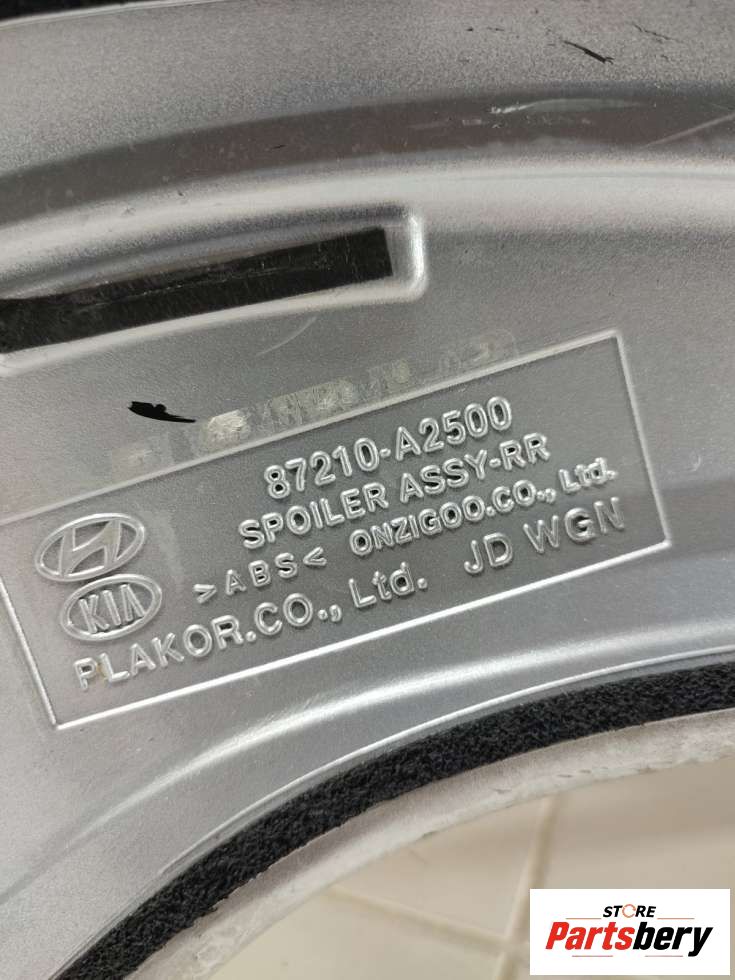 87210-A2500
SPOILER ASSY-RR
>ABS< ONZIGOO.CO., Ltd.
KIA
PLAKOR.CO., Ltd. JD WGN
STORE
Partsbery